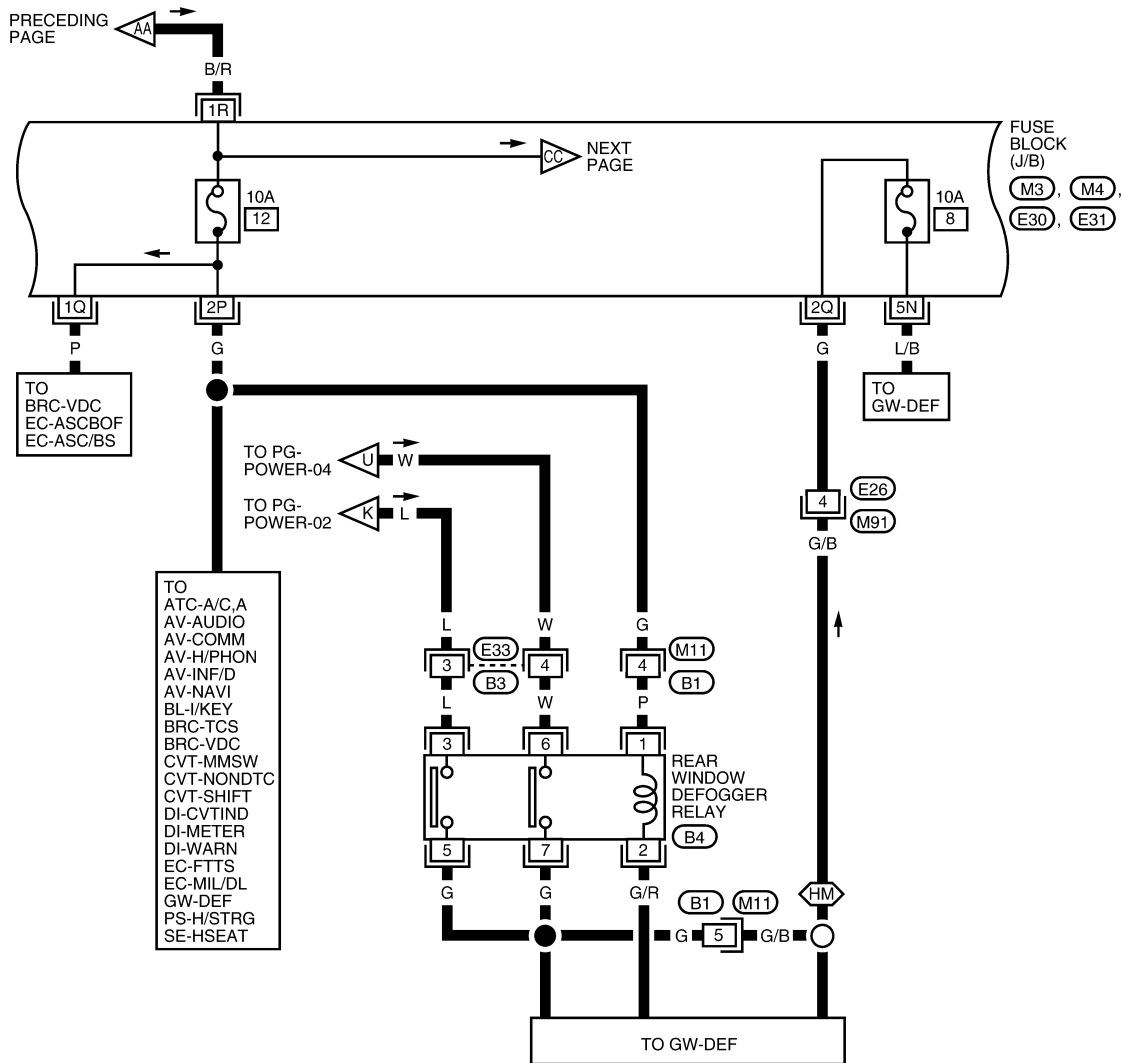 PRECEDING
PAGE
AA
B/R
1R
CC
NEXT
PAGE
10A
12
10A
8
FUSE
BLOCK
(J/B)
M3 , M4 ,
E30 , E31
1Q
2P
2Q
5N
P
G
G
L/B
TO
BRC-VDC
EC-ASCBOF
EC-ASC/BS
TO
GW-DEF
TO PG-
POWER-04
U
W
TO PG-
POWER-02
K
L
4
E26
M91
G/B
TO
ATC-A/C,A
AV-AUDIO
AV-COMM
AV-H/PHON
AV-INF/D
AV-NAVI
BL-I/KEY
BRC-TCS
BRC-VDC
CVT-MMSW
CVT-NONDTC
CVT-SHIFT
DI-CVTIND
DI-METER
DI-WARN
EC-FTTS
EC-MIL/DL
GW-DEF
PS-H/STRG
SE-HSEAT
L
W
G
3
E33
B3
4
4
M11
B1
L
W
P
3
6
1
REAR
WINDOW
DEFOGGER
RELAY
B4
5
7
2
G
G
G/R
HM
B1
M11
G
5
G/B
TO GW-DEF